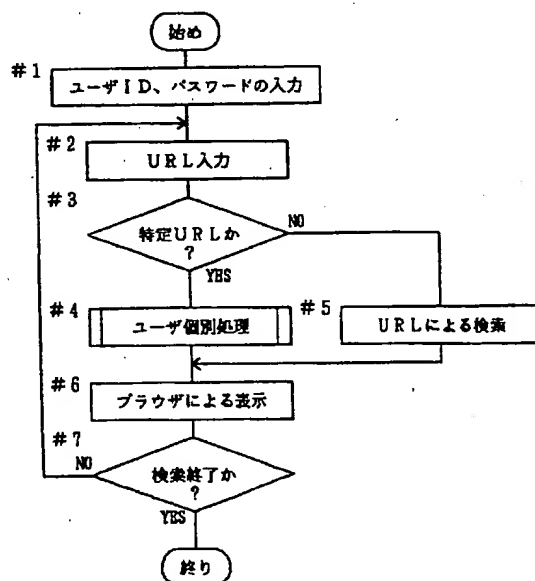 始め
#1
ユーザID、パスワードの入力
#2
URL入力
#3
特定URLか
?
NO
YES
#4
ユーザ個別処理
#5
URLによる検索
#6
ブラウザによる表示
#7
NO
検索終了か
?
YES
終り